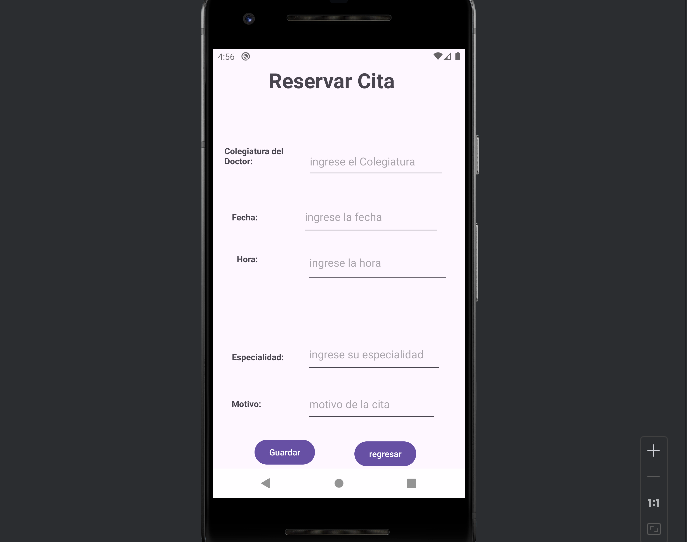 4:56
Reservar Cita
Colegiatura del
Doctor:
ingrese el Colegiatura
Fecha:
ingrese la fecha
Hora:
ingrese la hora
Especialidad:
ingrese su especialidad
Motivo:
motivo de la cita
Guardar
regresar
1:1